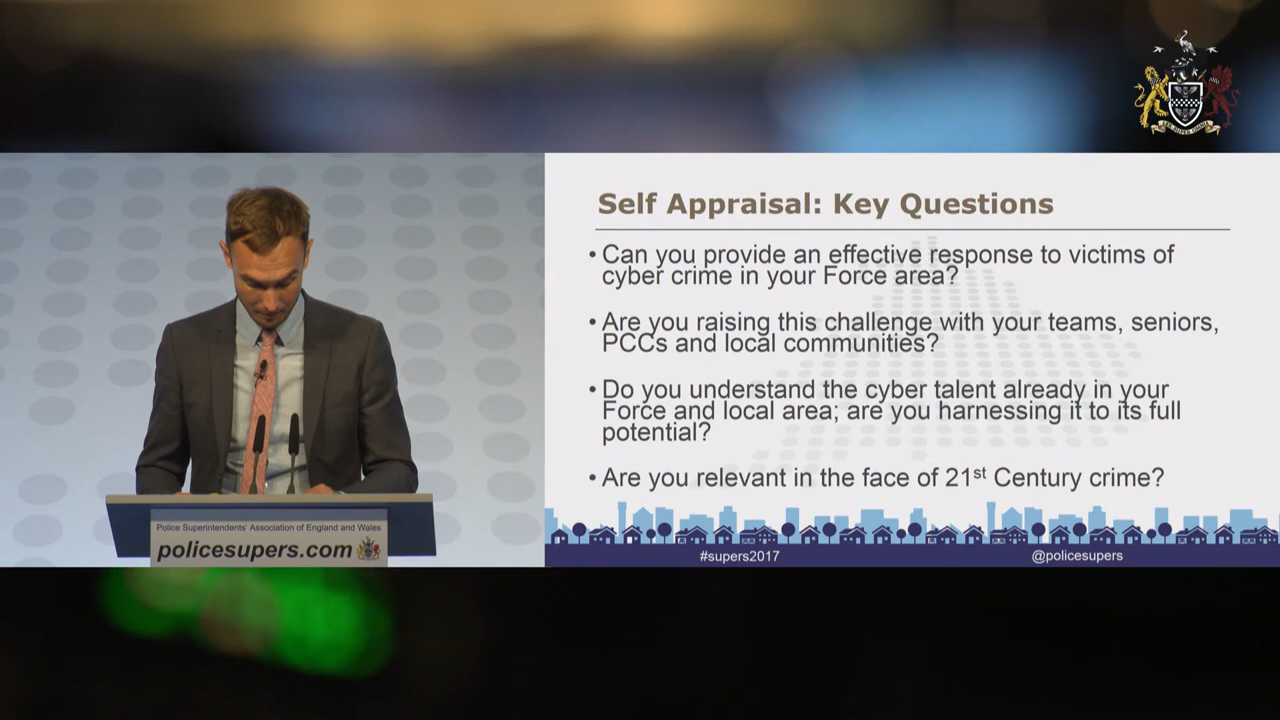 Self Appraisal: Key Questions
• Can you provide an effective response to victims of
cyber crime in your Force area?
• Are you raising this challenge with your teams, seniors,
PCCs and local communities?
• Do you understand the cyber talent already in your
Force and local area; are you harnessing it to its full
potential?
• Are you relevant in the face of 21st Century crime?
#supers2017
@policesupers
Police Superintendents' Association of England and Wales
policesupers.com